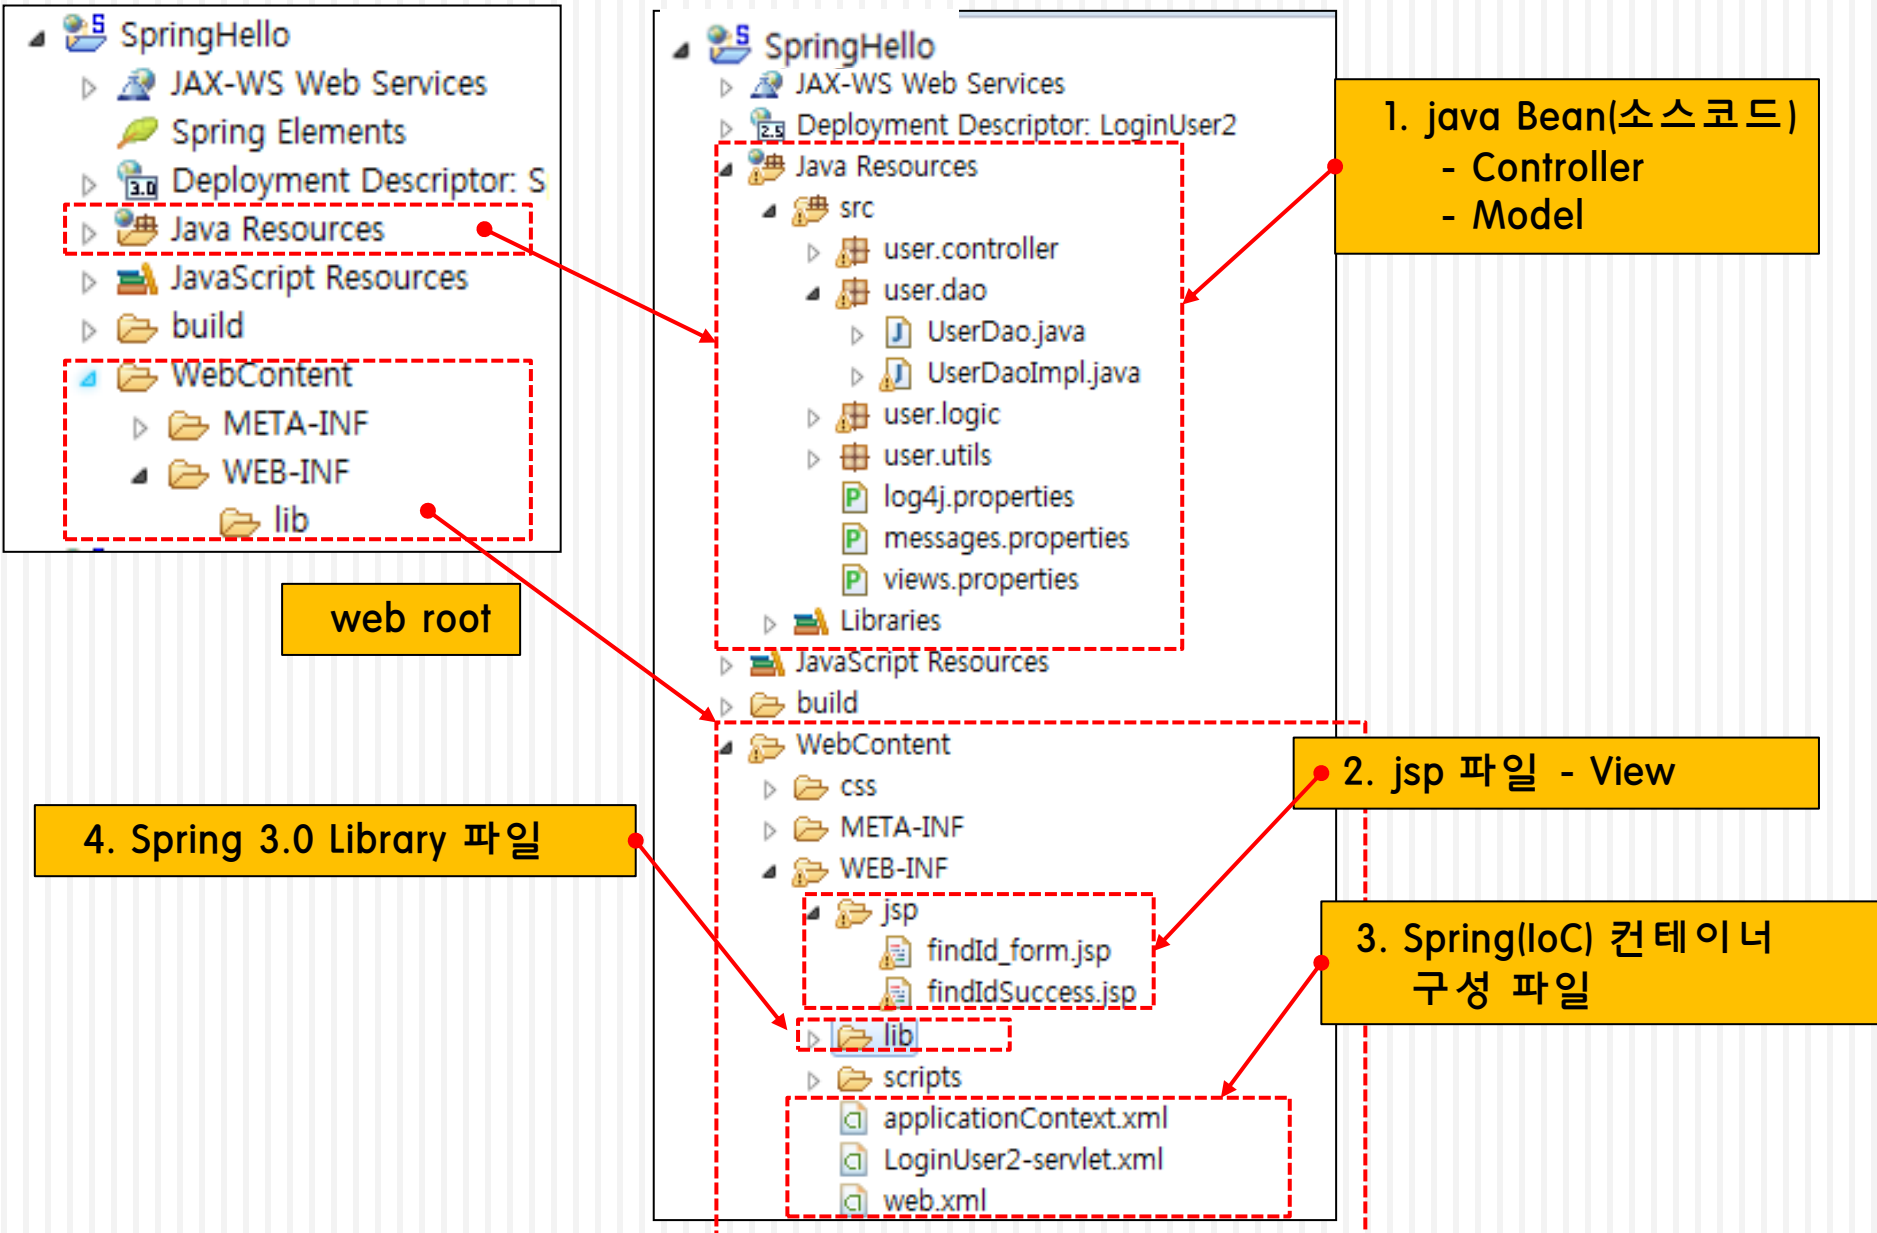 SpringHello
JAX-WS Web Services
Spring Elements
Deployment Descriptor: S
Java Resources
JavaScript Resources
build
WebContent
META-INF
WEB-INF
lib
web root
4. Spring 3.0 Library 파일
SpringHello
JAX-WS Web Services
Deployment Descriptor: LoginUser2
Java Resources
src
user.controller
user.dao
UserDao.java
UserDaoImpl.java
user.logic
user.utils
log4j.properties
messages.properties
views.properties
Libraries
JavaScript Resources
build
WebContent
css
META-INF
WEB-INF
jsp
findId_form.jsp
findIdSuccess.jsp
lib
scripts
applicationContext.xml
LoginUser2-servlet.xml
web.xml
1. java Bean(소스코드)
- Controller
- Model
2. jsp 파일 - View
3. Spring(IoC) 컨테이너
구성 파일